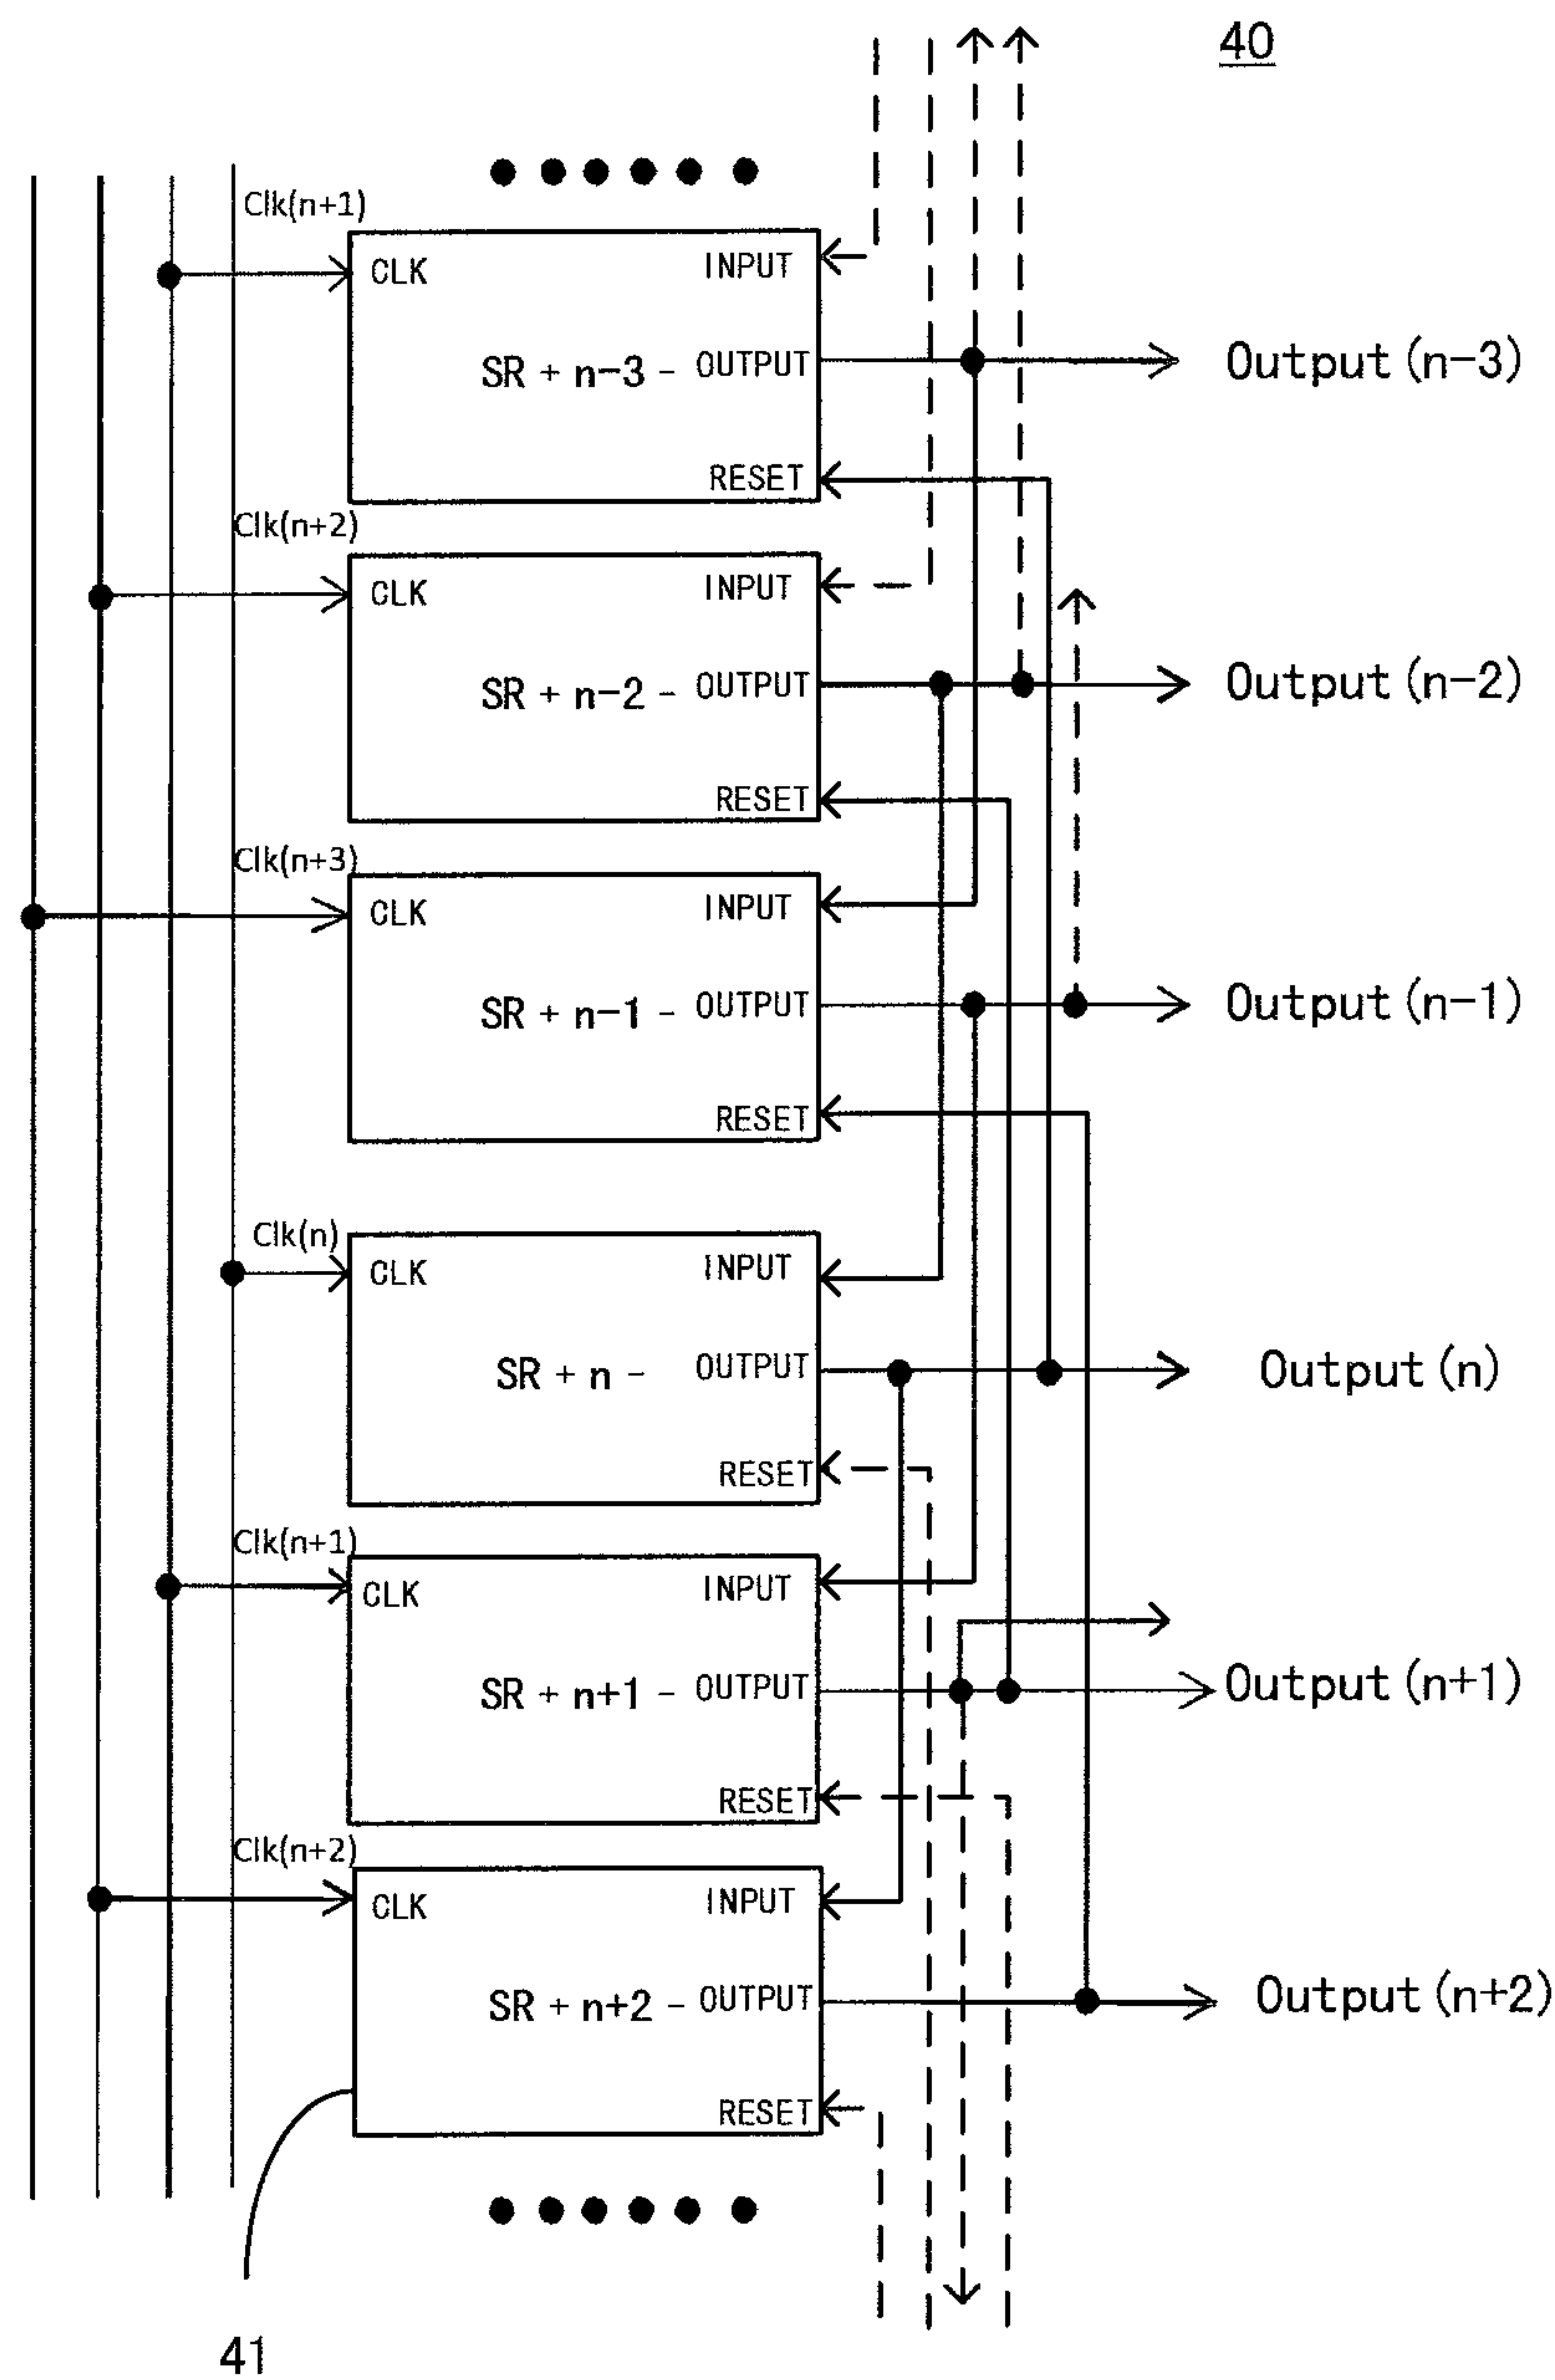 40
Clk(n+1)
CLK
INPUT
SR + n-3 - OUTPUT
Output(n-3)
RESET
Clk(n+2)
CLK
INPUT
SR + n-2 - OUTPUT
Output(n-2)
RESET
Clk(n+3)
CLK
INPUT
SR + n-1 - OUTPUT
Output(n-1)
RESET
Clk(n)
CLK
INPUT
SR + n - OUTPUT
Output(n)
RESET
Clk(n+1)
CLK
INPUT
SR + n+1 - OUTPUT
Output(n+1)
RESET
Clk(n+2)
CLK
INPUT
SR + n+2 - OUTPUT
Output(n+2)
RESET
41